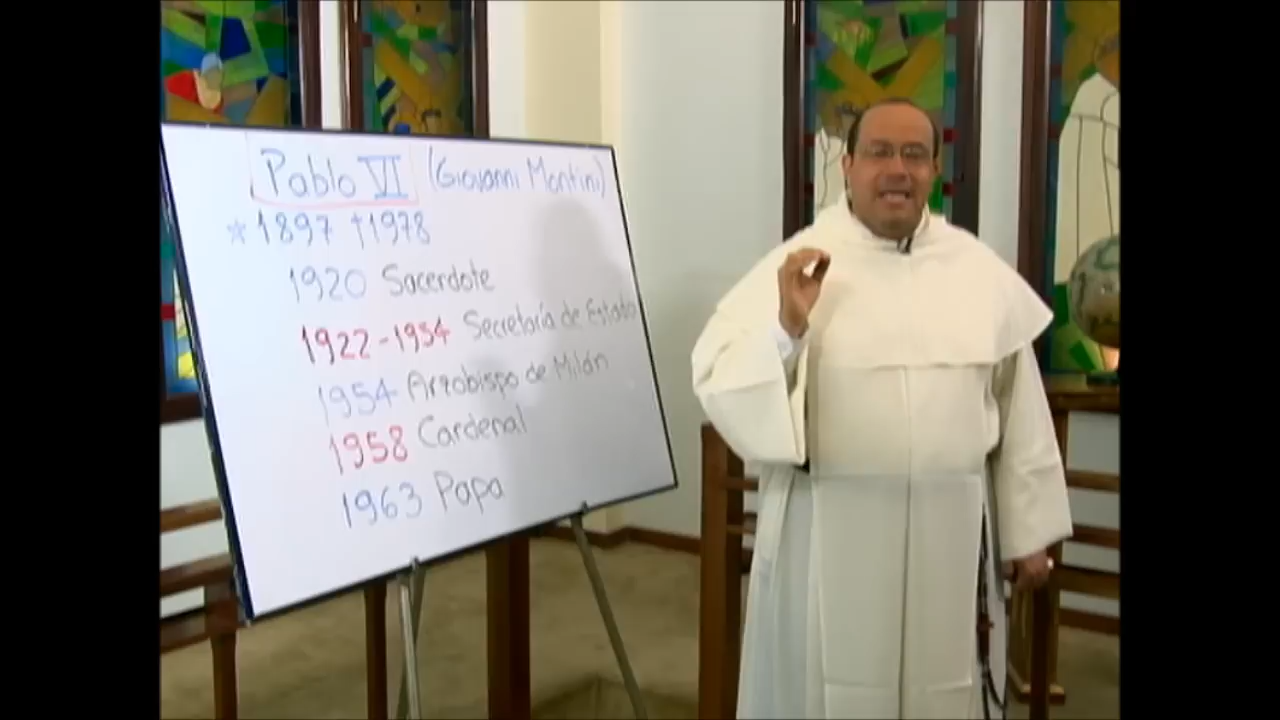 Pablo VI (Giovanni Montini)
☆1897 †1978
1920 Sacerdote
1922-1954 Secretaría de Estado
1954 Arzobispo de Milán
1958 Cardenal
1963 Papa